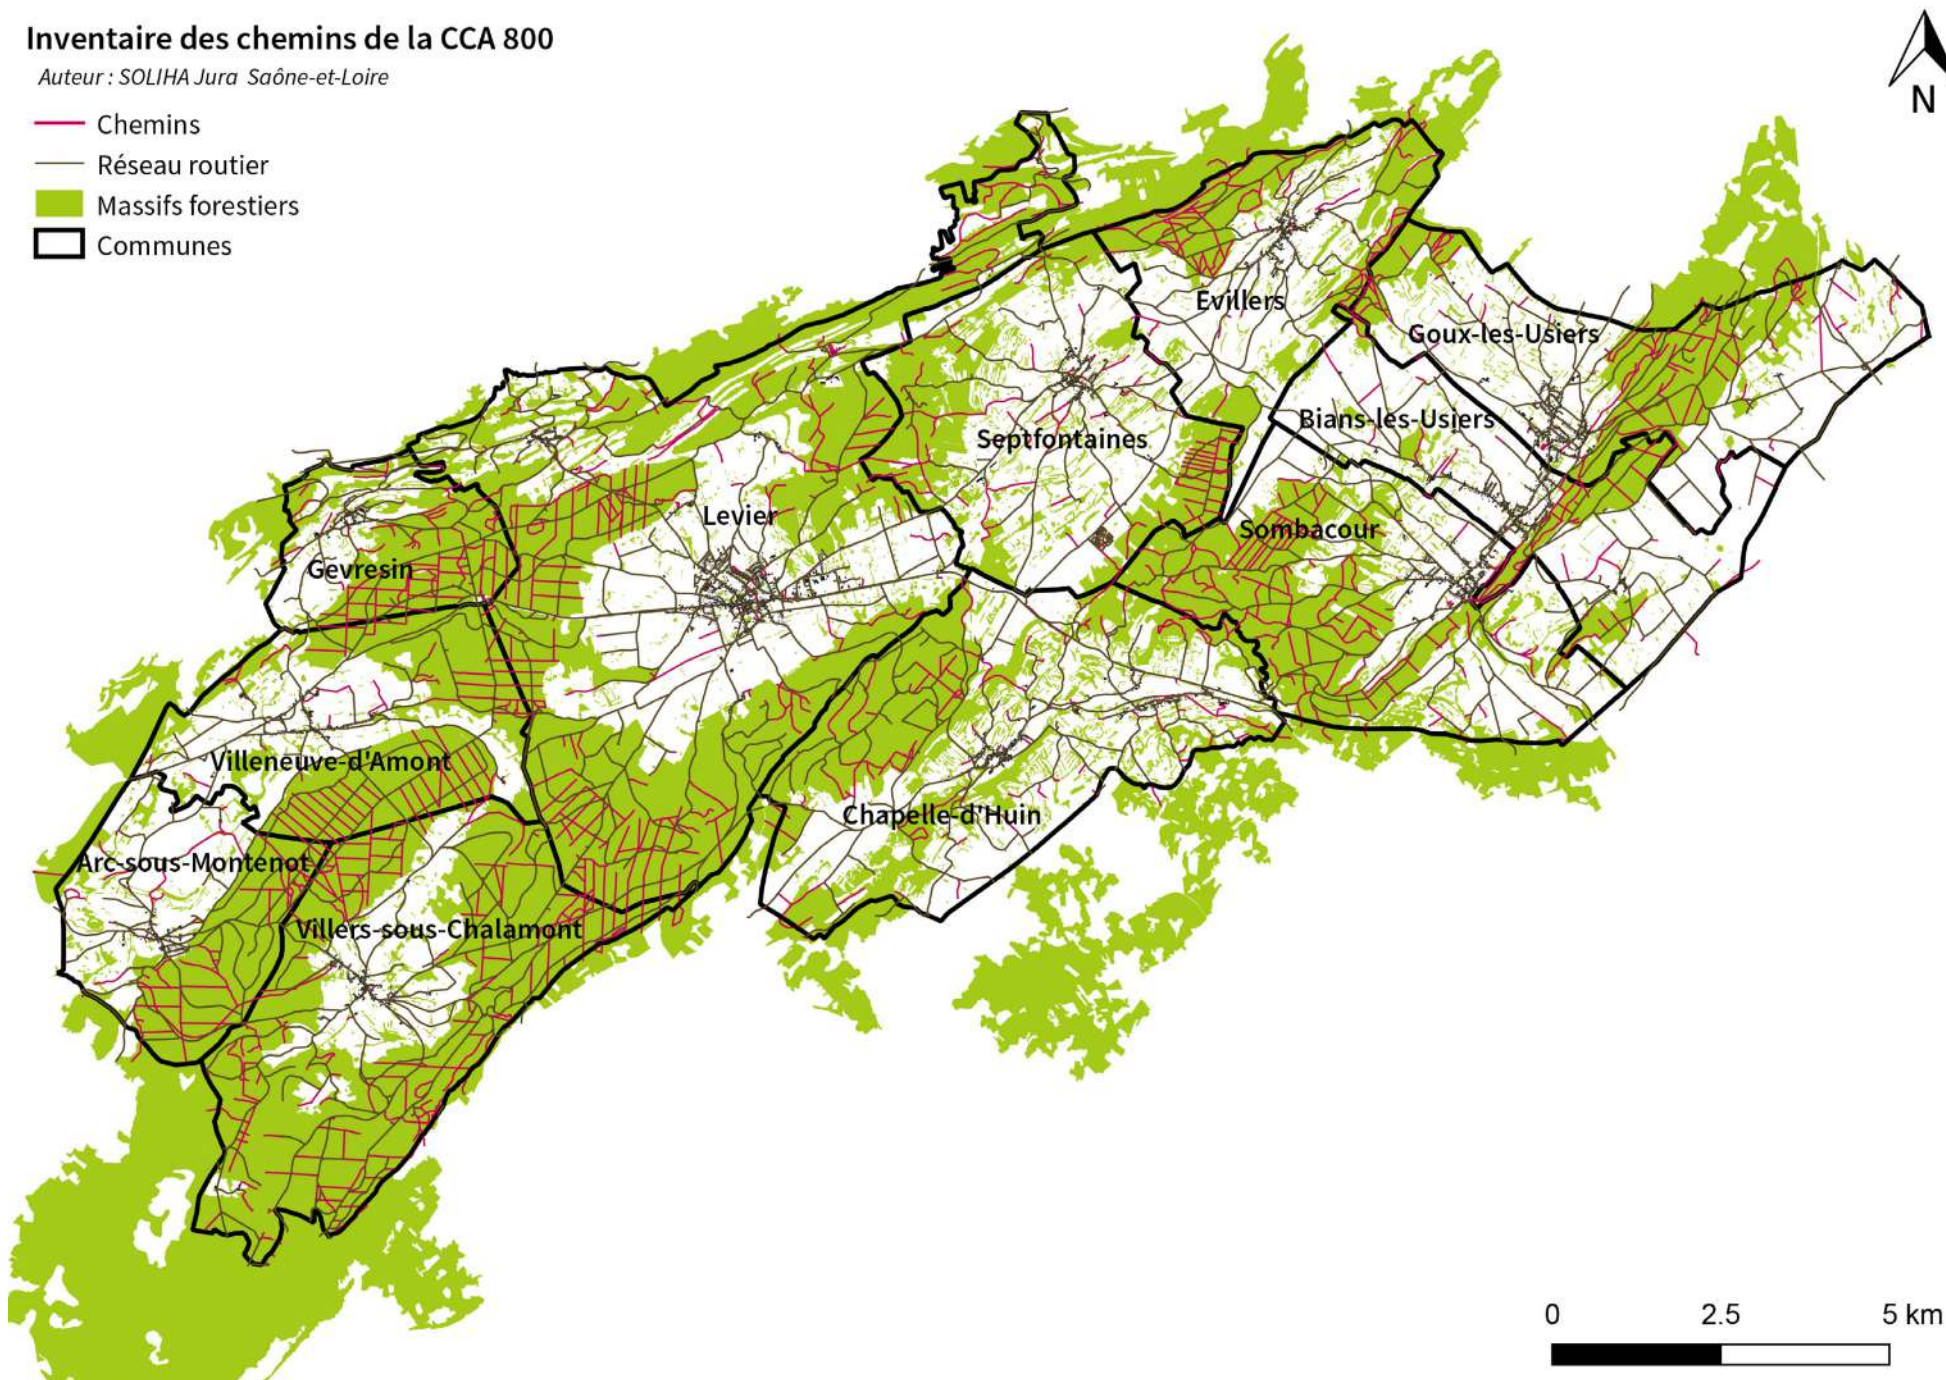 Inventaire des chemins de la CCA 800
Auteur : SOLIHA Jura Saône-et-Loire
Chemins
Réseau routier
Massifs forestiers
Communes
N
Evillers
Goux-les-Usiers
Bians-les-Usiers
Septfontaines
Levier
Sombacour
Gevresin
Villeneuve-d'Amont
Chapelle-d'Huin
Arc-sous-Montenot
Villers-sous-Chalamont
0 2.5 5 km